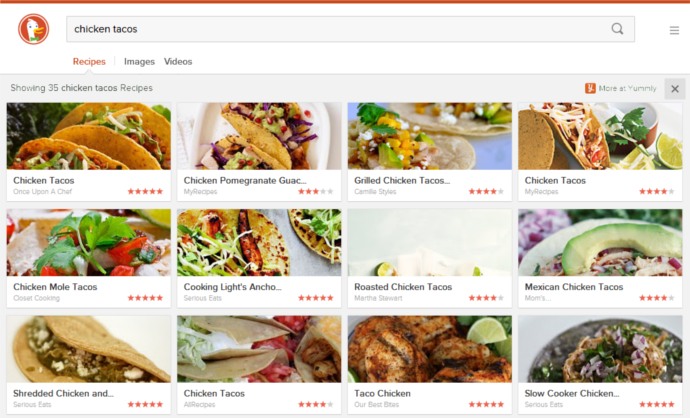 chicken tacos
Recipes
Images
Videos
Showing 35 chicken tacos Recipes
More at Yummly
Chicken Tacos
Once Upon A Chef
Chicken Pomegranate Guac...
MyRecipes
Grilled Chicken Tacos...
Camille Styles
Chicken Tacos
MyRecipes
Chicken Mole Tacos
Closet Cooking
Cooking Light's Ancho...
Serious Eats
Roasted Chicken Tacos
Martha Stewart
Mexican Chicken Tacos
Mom's...
Shredded Chicken and...
Serious Eats
Chicken Tacos
AllRecipes
Taco Chicken
Our Best Bites
Slow Cooker Chicken...
Serious Eats